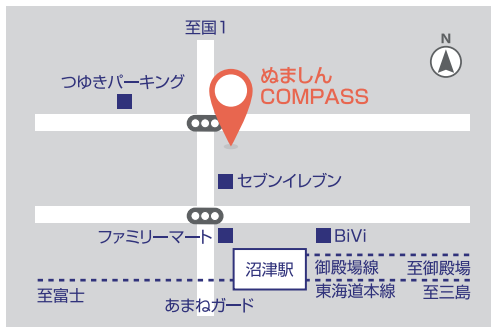 至国1
N
つゆきパーキング
ぬましん
COMPASS
セブンイレブン
ファミリーマート
BiVi
沼津駅
御殿場線
至御殿場
至富士
東海道本線
至三島
あまねガード